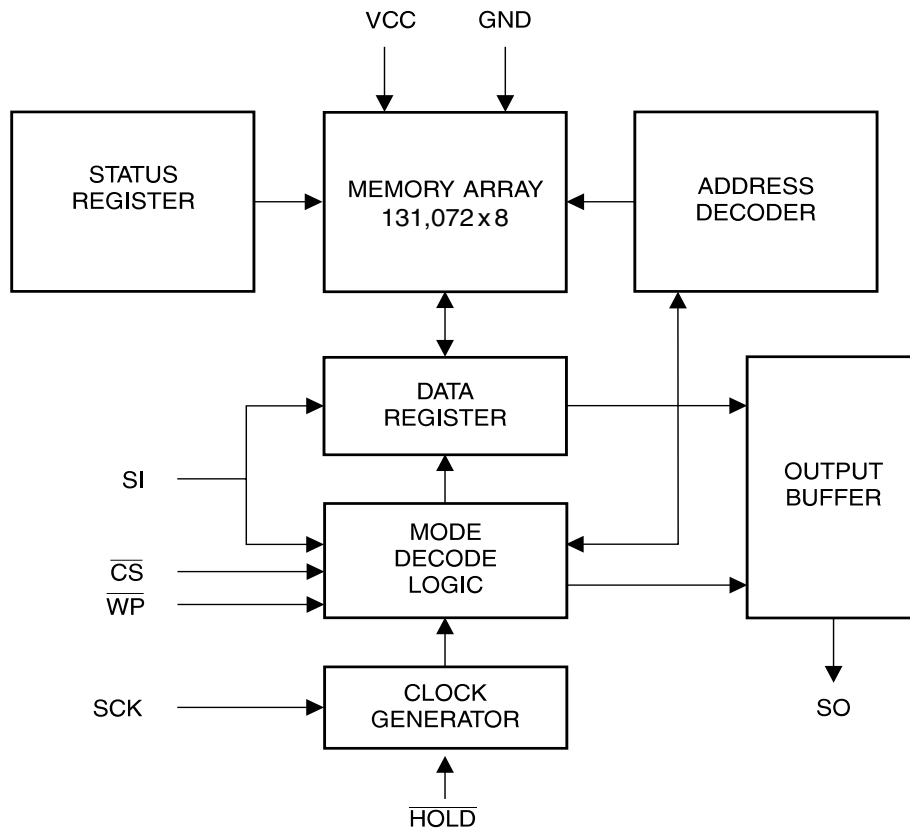 VCC
GND
STATUS
REGISTER
MEMORY ARRAY
131,072 x 8
ADDRESS
DECODER
DATA
REGISTER
OUTPUT
BUFFER
SI
MODE
DECODE
LOGIC
CS
WP
SCK
CLOCK
GENERATOR
SO
HOLD